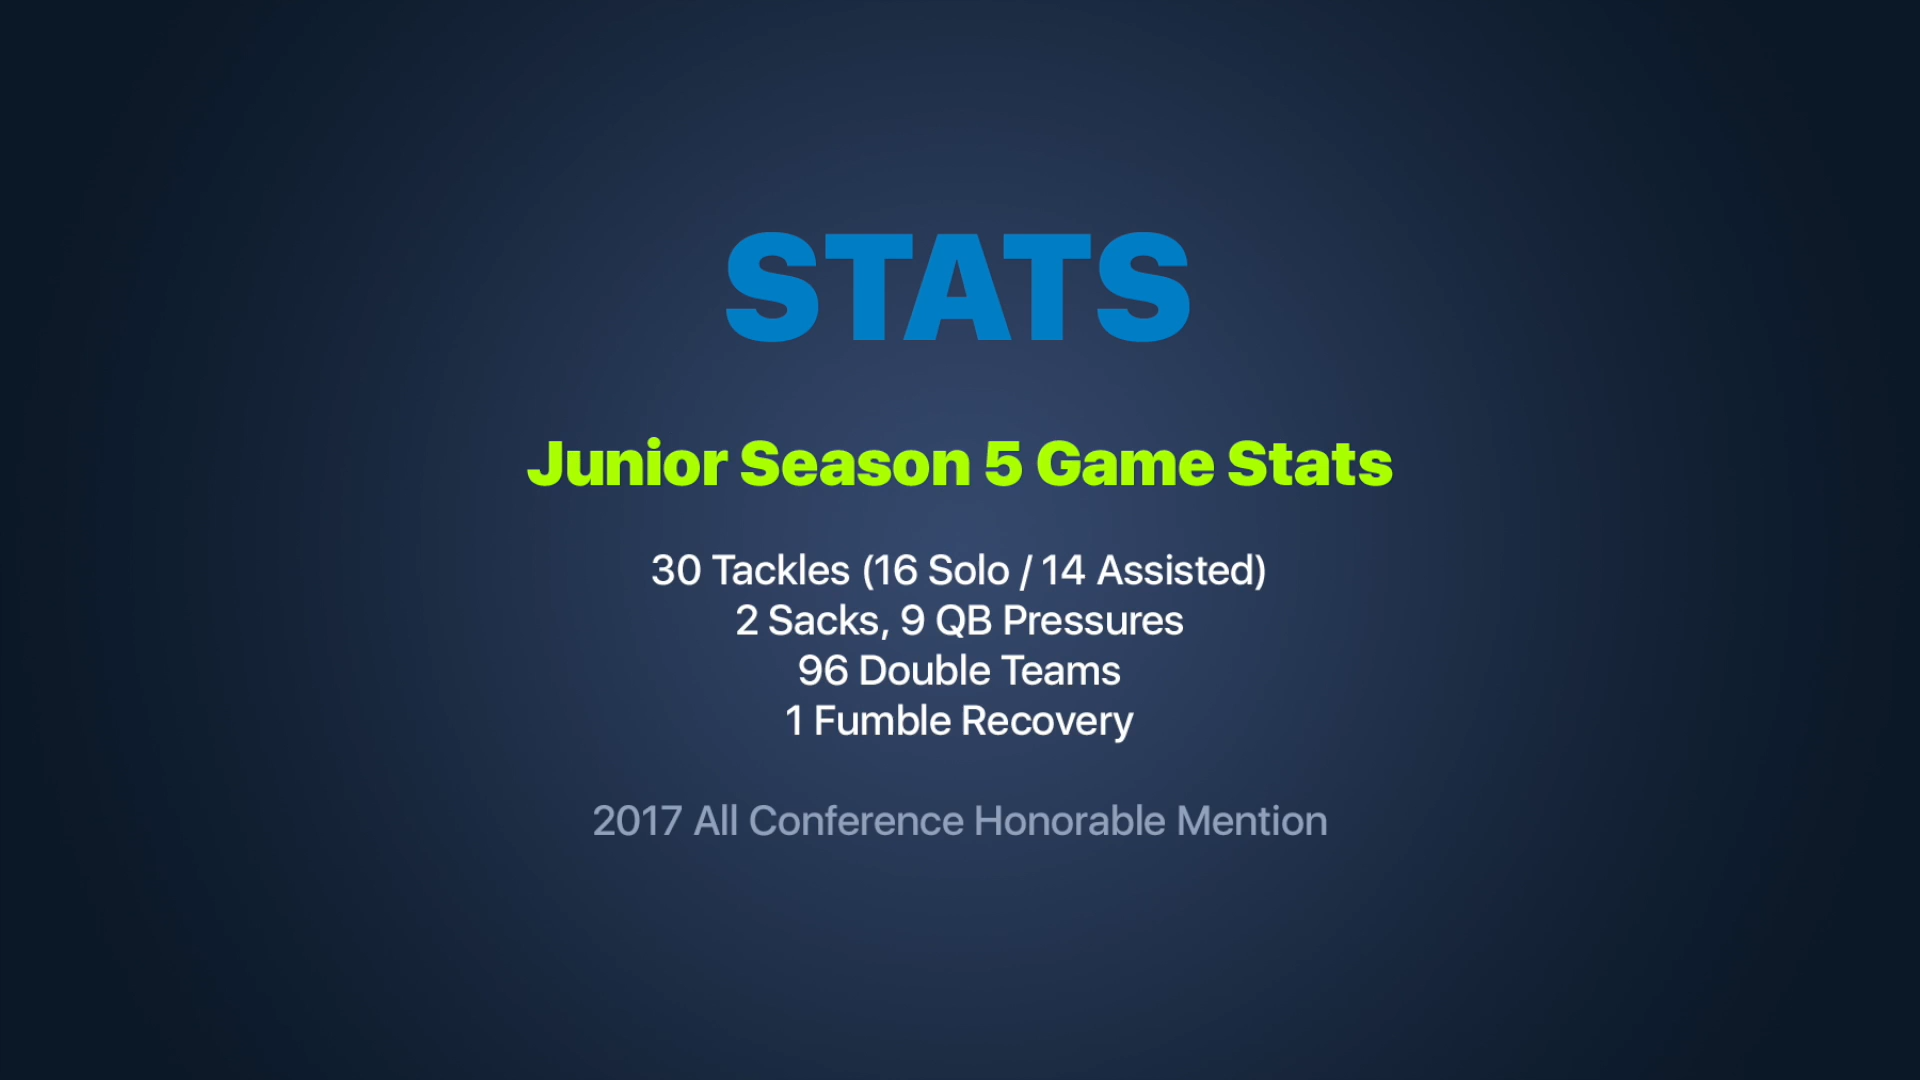 STATS
Junior Season 5 Game Stats
30 Tackles (16 Solo / 14 Assisted)
2 Sacks, 9 QB Pressures
96 Double Teams
1 Fumble Recovery
2017 All Conference Honorable Mention